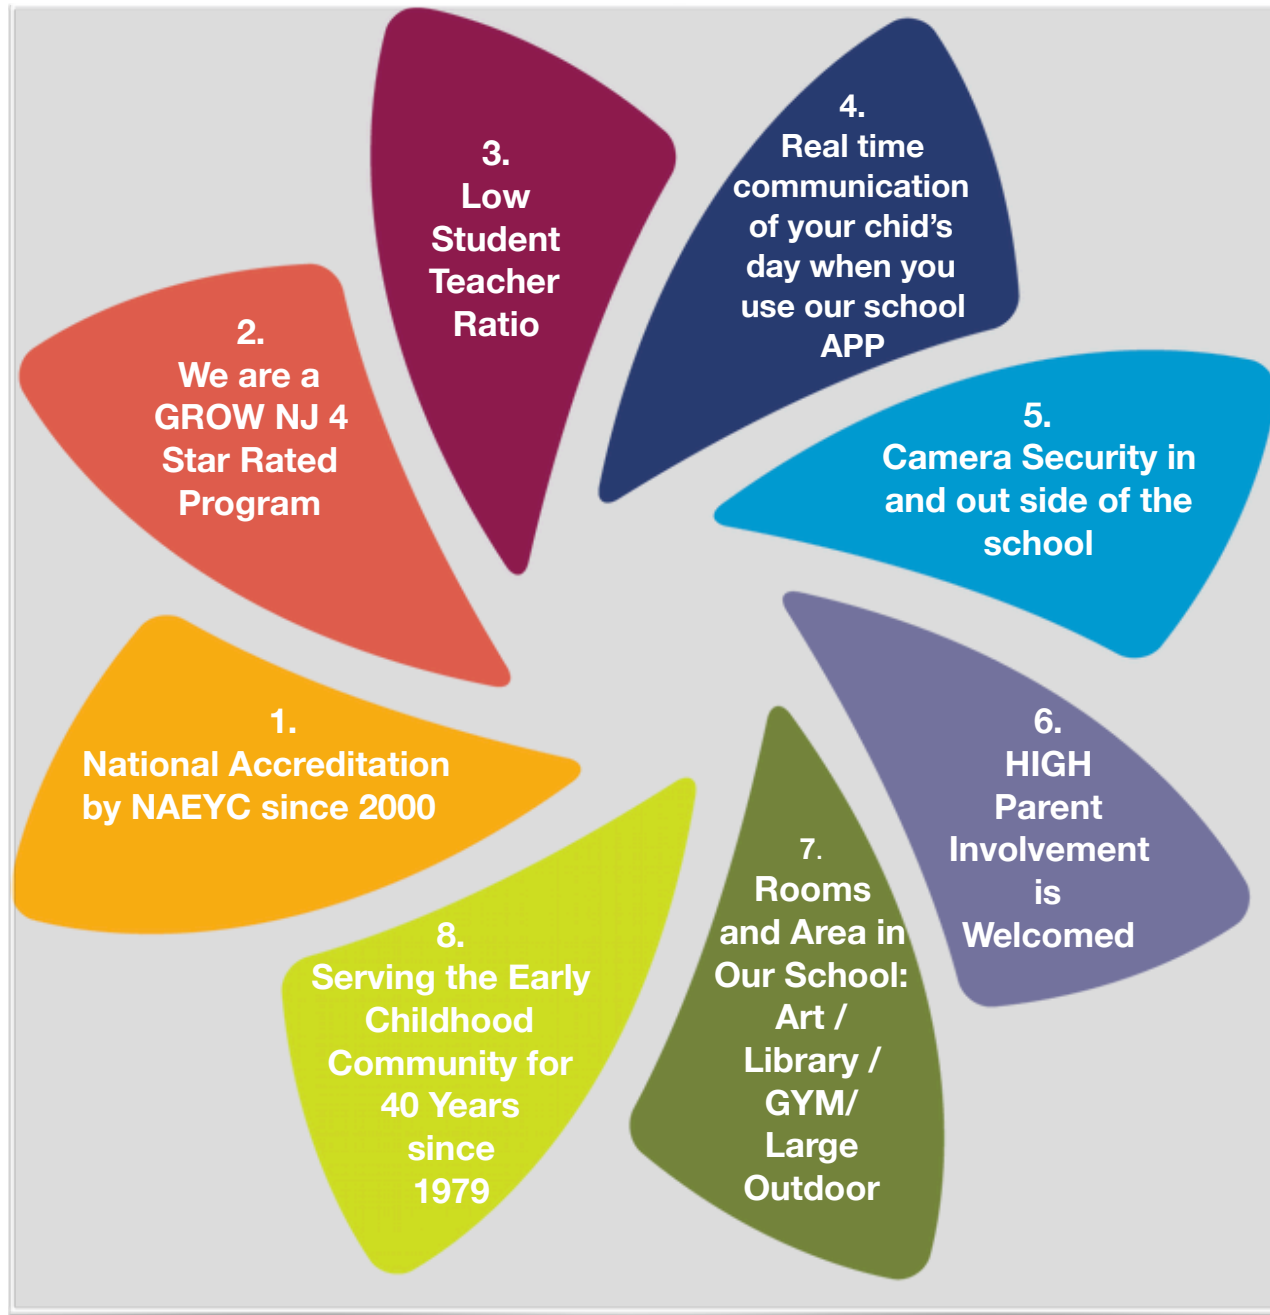 1.
National Accreditation
by NAEYC since 2000
2.
We are a
GROW NJ 4
Star Rated
Program
3.
Low
Student
Teacher
Ratio
4.
Real time
communication
of your chid's
day when you
use our school
APP
5.
Camera Security in
and out side of the
school
6.
HIGH
Parent
Involvement
is
Welcomed
7.
Rooms
and Area in
Our School:
Art /
Library /
GYM/
Large
Outdoor
8.
Serving the Early
Childhood
Community for
40 Years
since
1979